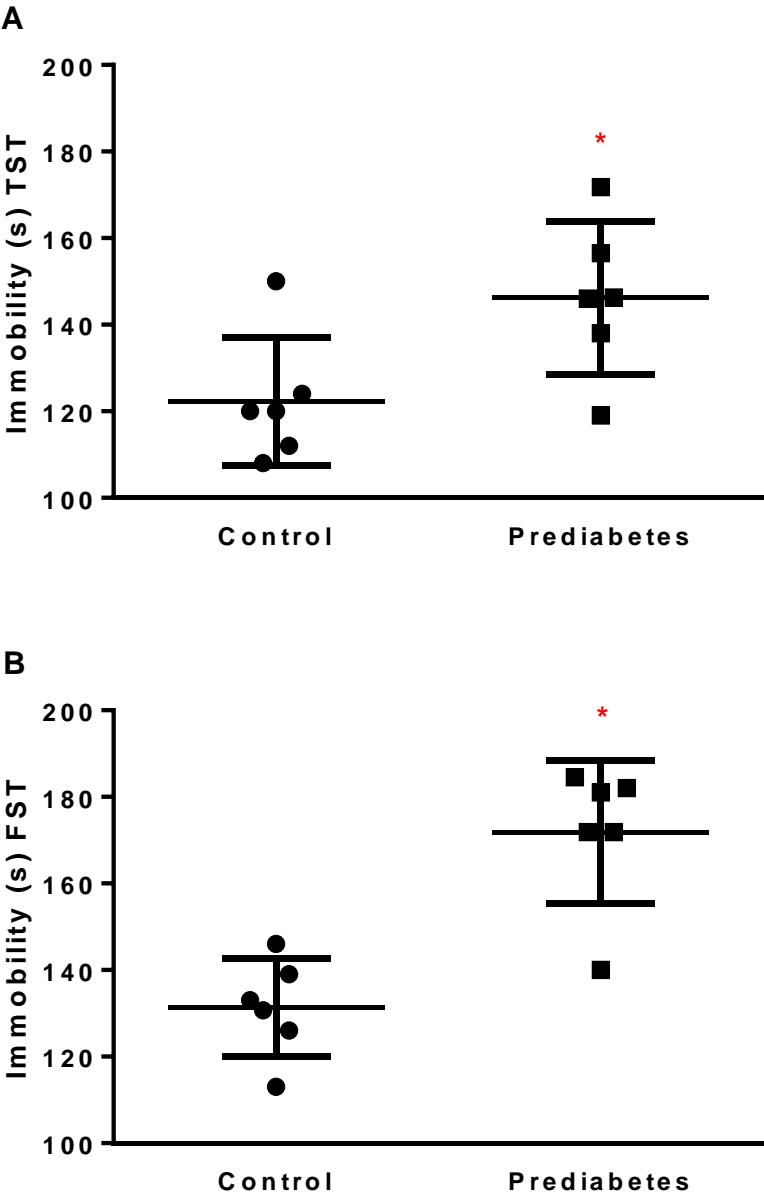 A
Immobility (s) TST
200
180
160
140
120
100
*
Control Prediabetes
B
Immobility (s) FST
200
180
160
140
120
100
*
Control Prediabetes